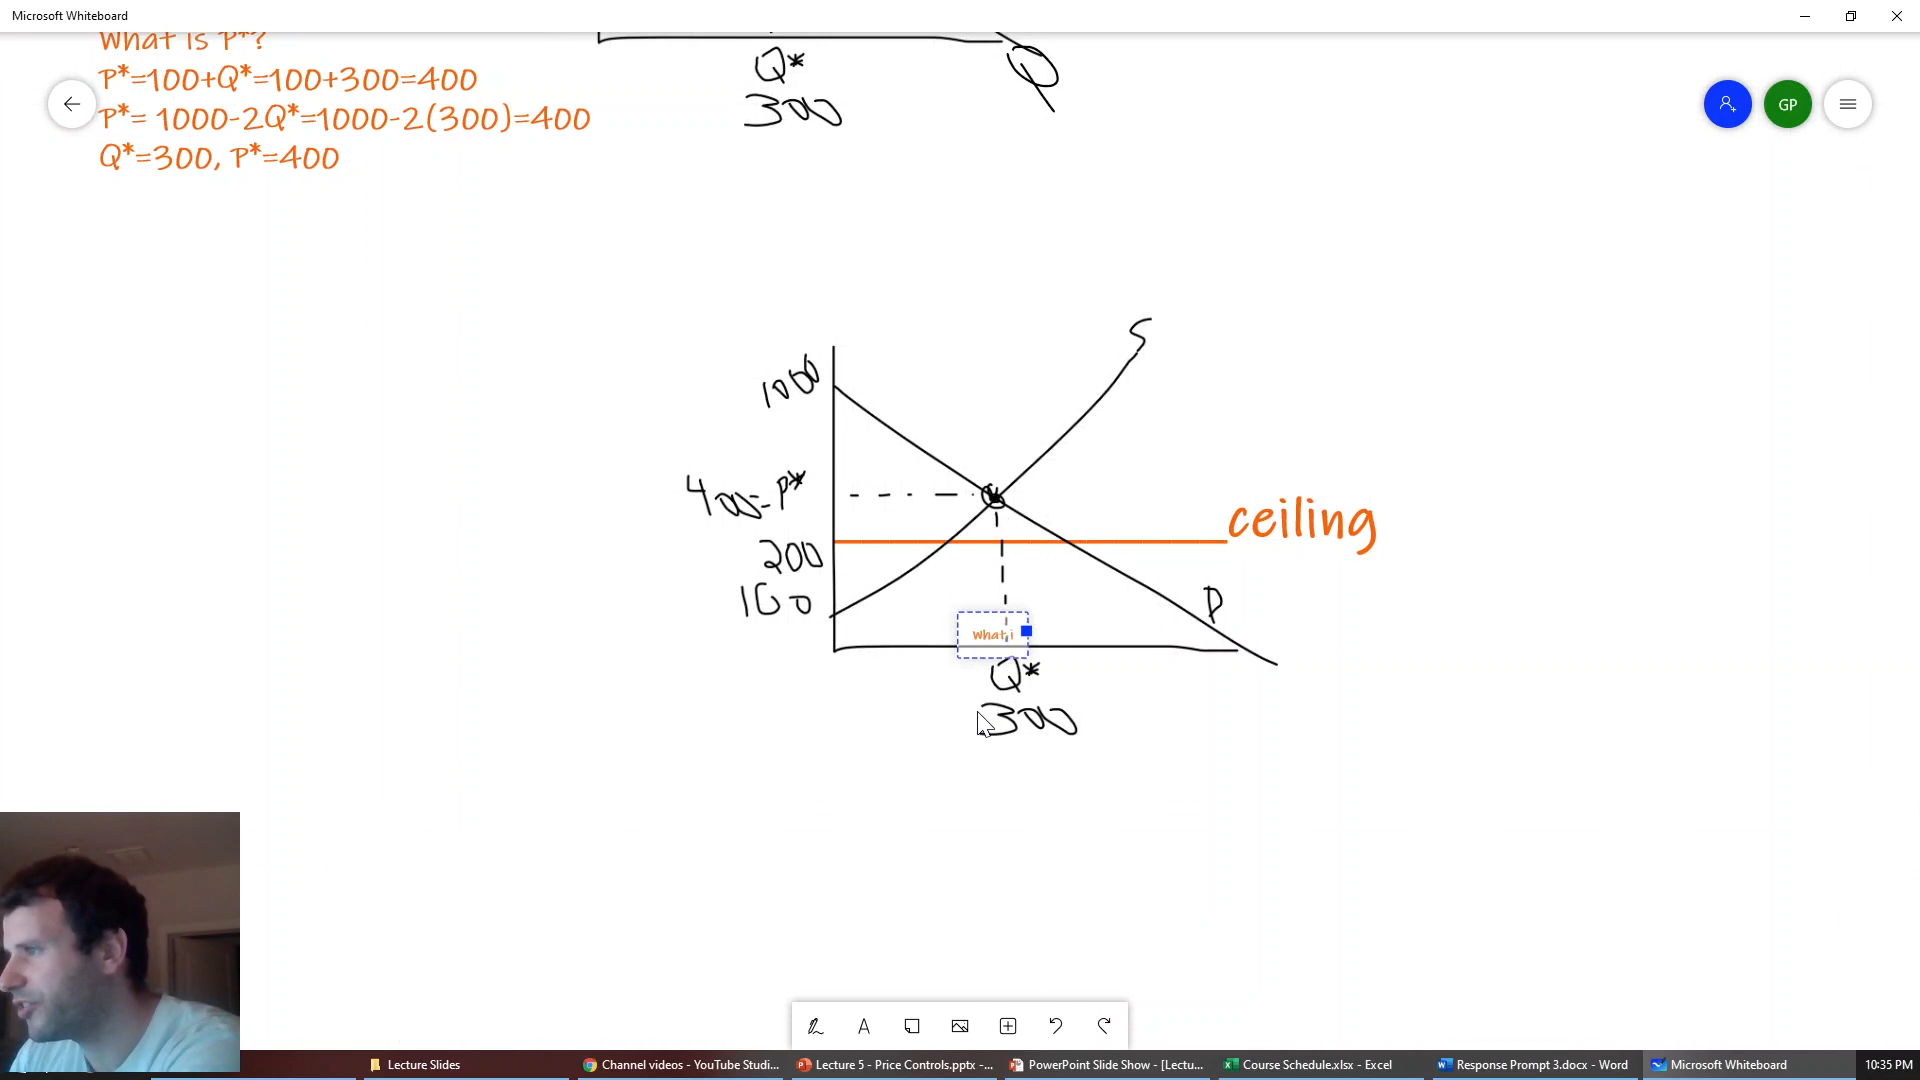 Microsoft Whiteboard
What is P*?
P*=100+Q*=100+300=400
P*= 1000-2Q*=1000-2(300)=400
Q*=300, P*=400
Q*
300
D
GP
S
1000
400=P*
ceiling
200
100
D
What i
Q*
300
Lecture Slides
Channel videos - YouTube Studi...
Lecture 5 - Price Controls.pptx -...
PowerPoint Slide Show - [Lectu...
Course Schedule.xlsx - Excel
Response Prompt 3.docx - Word
Microsoft Whiteboard
10:35 PM